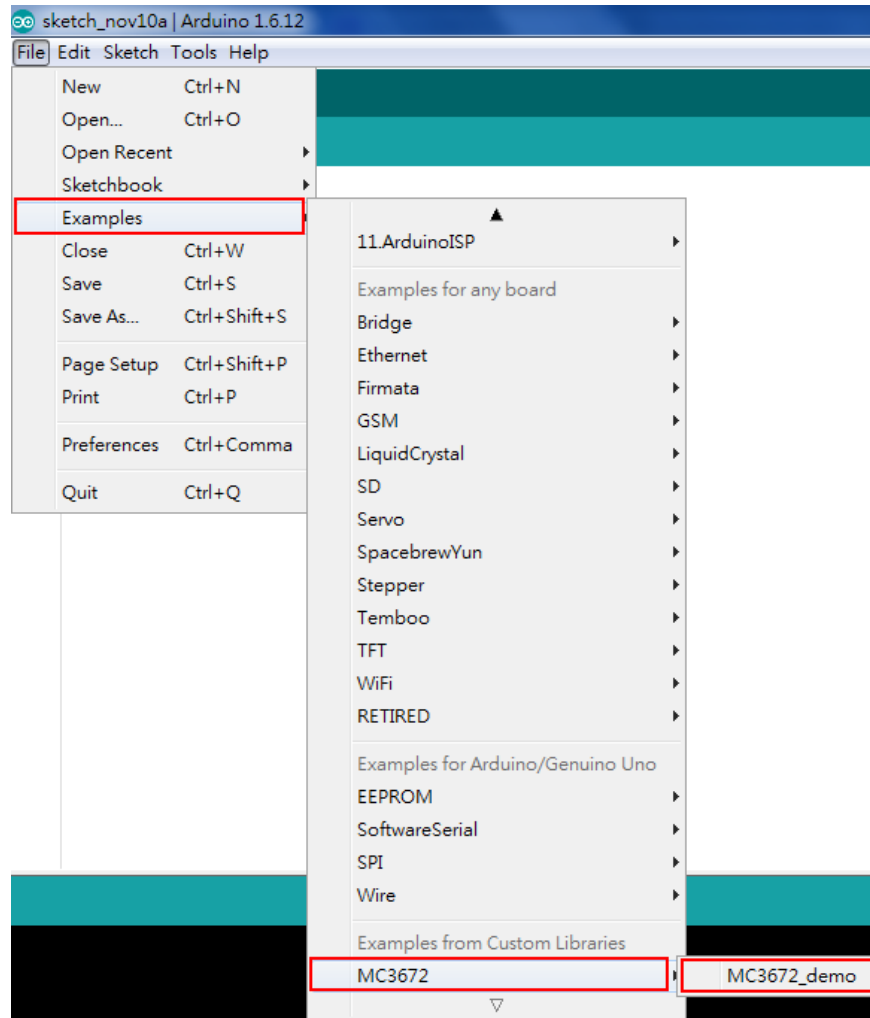 sketch_nov10a | Arduino 1.6.12
File Edit Sketch Tools Help
New Ctrl+N
Open... Ctrl+O
Open Recent
Sketchbook
Examples
Close Ctrl+W
Save Ctrl+S
Save As... Ctrl+Shift+S
Page Setup Ctrl+Shift+P
Print Ctrl+P
Preferences Ctrl+Comma
Quit Ctrl+Q
11.ArduinoISP
Examples for any board
Bridge
Ethernet
Firmata
GSM
LiquidCrystal
SD
Servo
SpacebrewYun
Stepper
Temboo
TFT
WiFi
RETIRED
Examples for Arduino/Genuino Uno
EEPROM
SoftwareSerial
SPI
Wire
Examples from Custom Libraries
MC3672
MC3672_demo